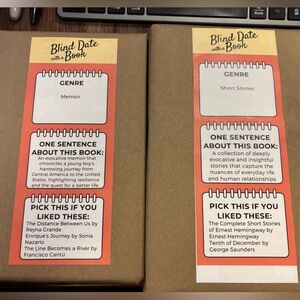 Blind Date
with a
Book
GENRE
Memoir
ONE SENTENCE
ABOUT THIS BOOK:
An evocative memoir that
chronicles a young boy's
harrowing journey from
Central America to the United
States, highlighting resilience
and the quest for a better life.
PICK THIS IF YOU
LIKED THESE:
The Distance Between Us by
Reyna Grande
Enrique's Journey by Sonia
Nazario
The Line Becomes a River by
Francisco Cantú
Blind Date
with a
Book
GENRE
Short Stories
ONE SENTENCE
ABOUT THIS BOOK:
A collection of deeply
evocative and insightful
stories that capture the
nuances of everyday life
and human relationships.
PICK THIS IF YOU
LIKED THESE:
The Complete Short Stories
of Ernest Hemingway by
Ernest Hemingway
Tenth of December by
George Saunders